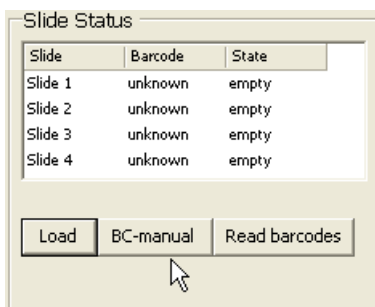 Slide Status
Slide Barcode State
Slide 1 unknown empty
Slide 2 unknown empty
Slide 3 unknown empty
Slide 4 unknown empty
Load BC-manual Read barcodes